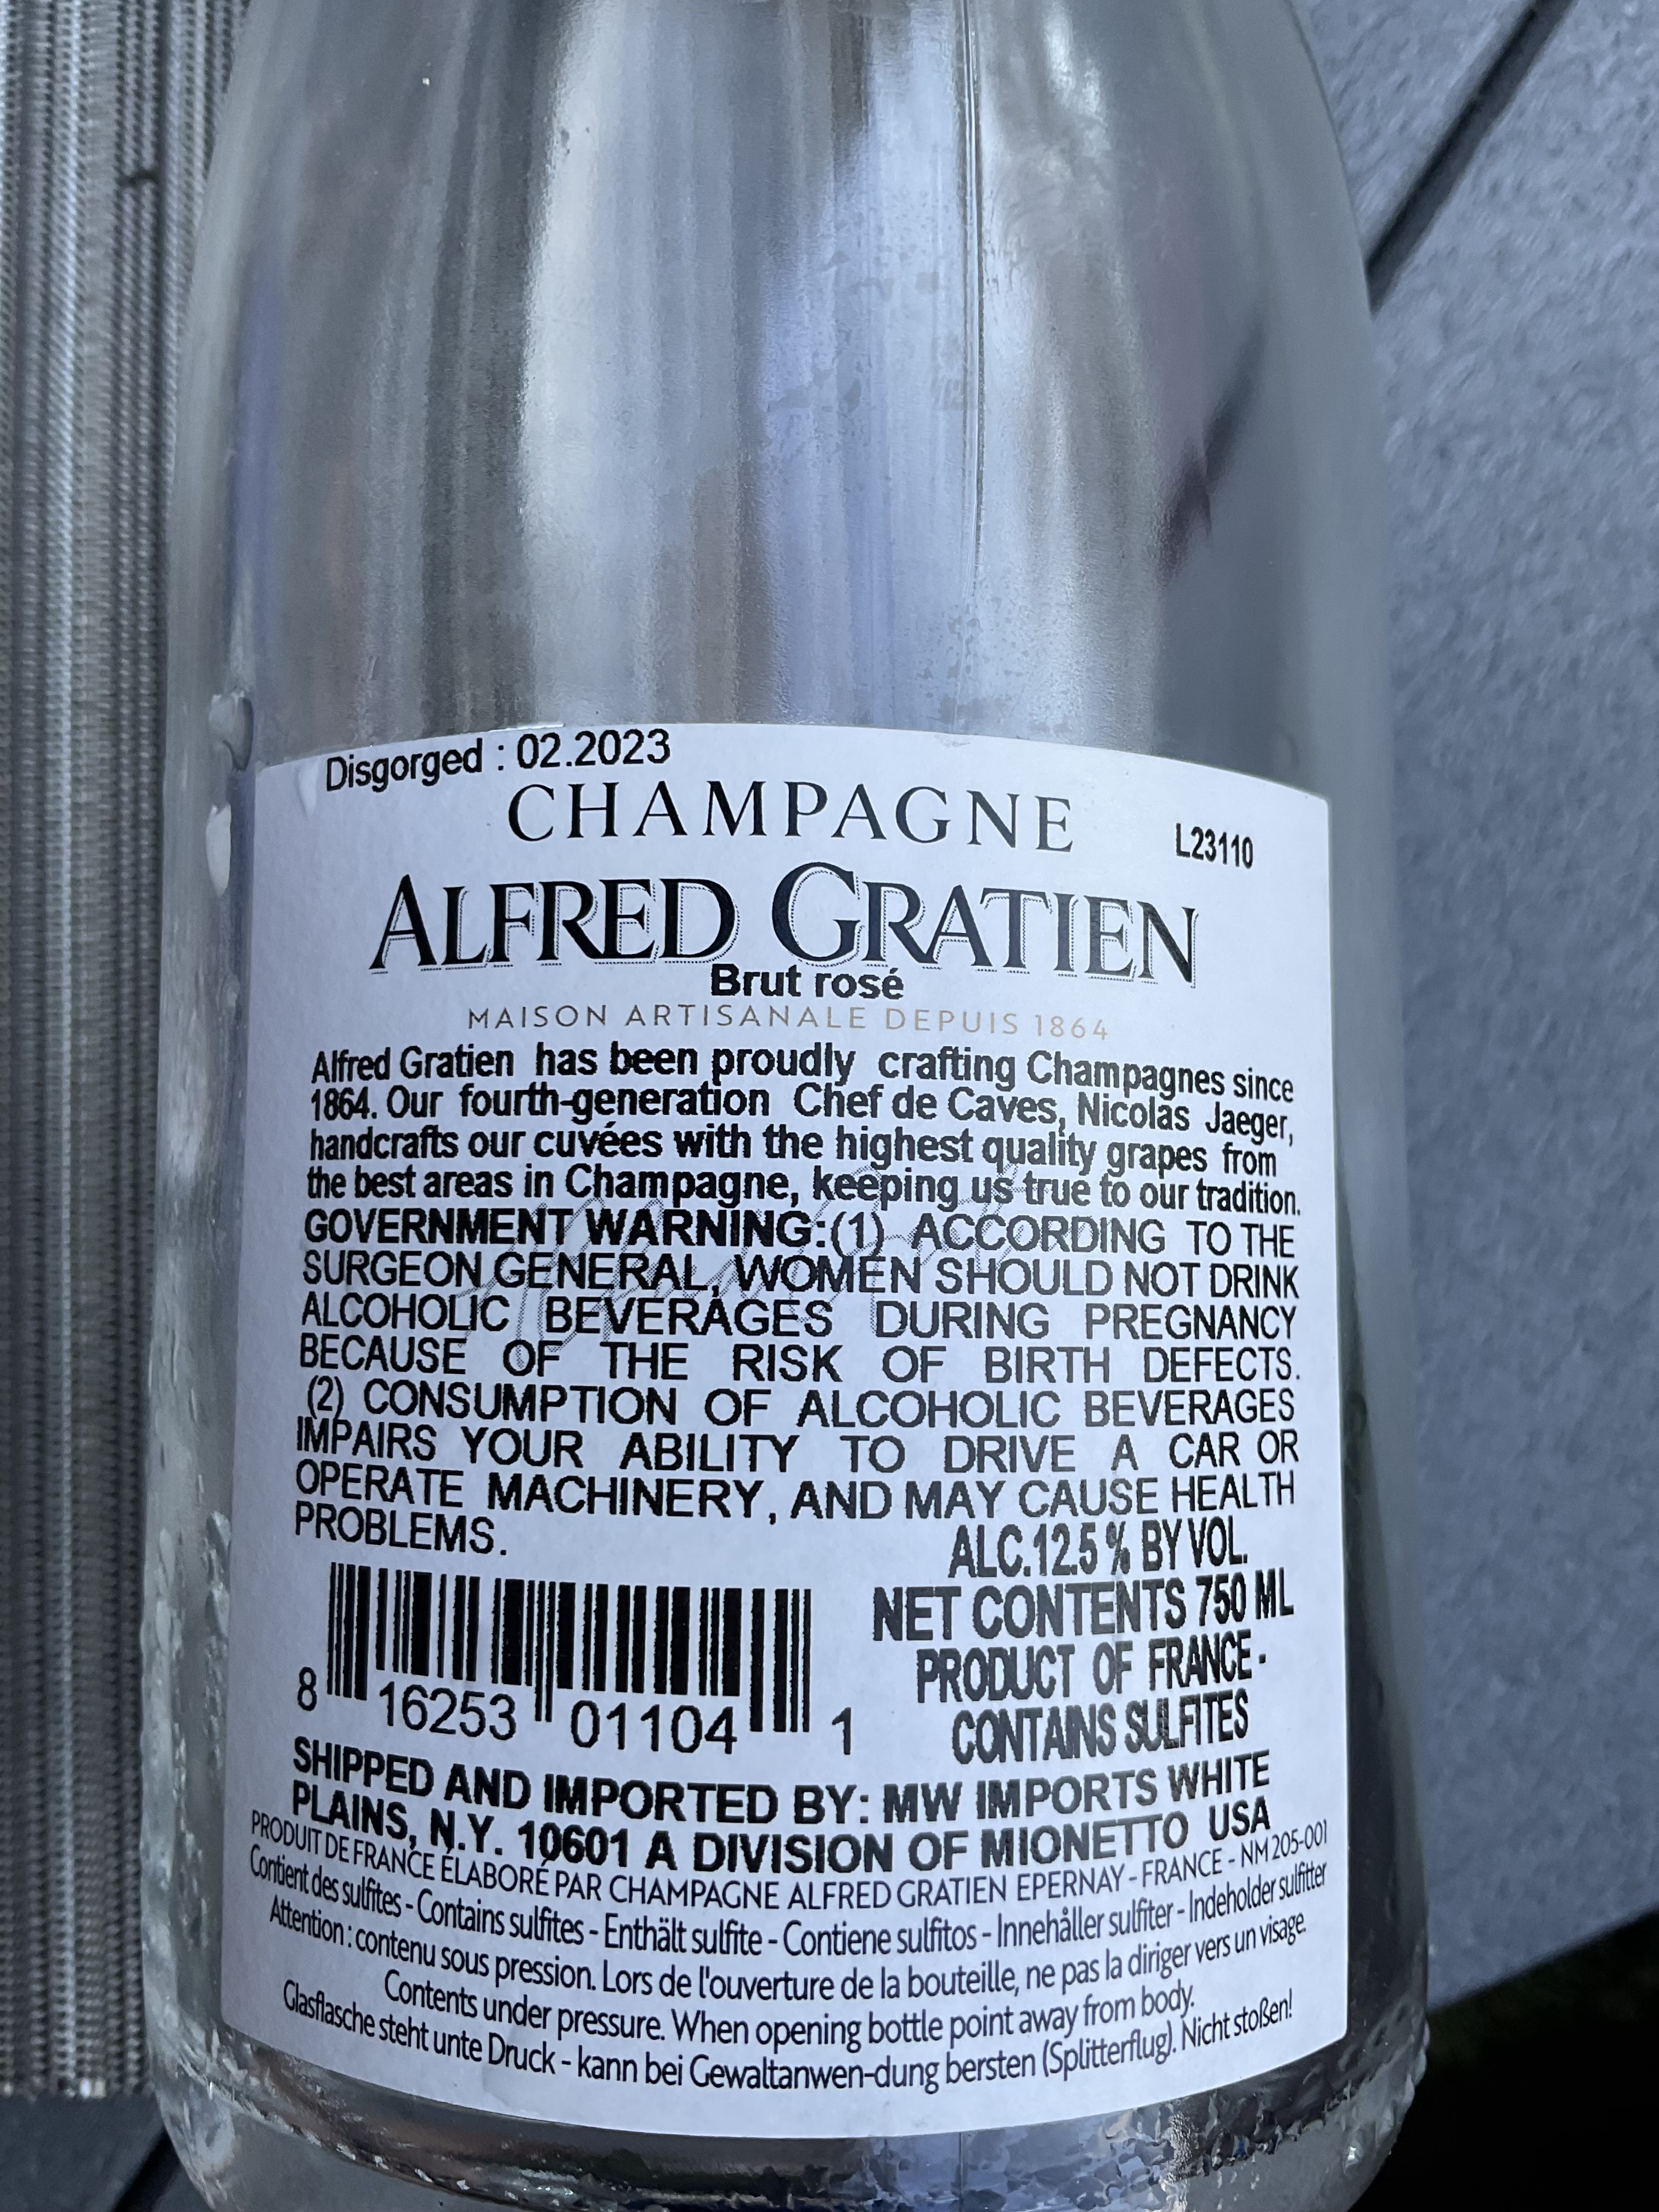 Disgorged : 02.2023
CHAMPAGNE
L23110
ALFRED GRATIEN
Brut rosé
MAISON ARTISANALE DEPUIS 1864
Alfred Gratien has been proudly crafting Champagnes since
1864. Our fourth-generation Chef de Caves, Nicolas Jaeger,
handcrafts our cuvées with the highest quality grapes from
the best areas in Champagne, keeping us true to our tradition.
GOVERNMENT WARNING:(1) ACCORDING TO THE
SURGEON GENERAL, WOMEN SHOULD NOT DRINK
ALCOHOLIC BEVERAGES DURING PREGNANCY
BECAUSE OF THE RISK OF BIRTH DEFECTS.
(2) CONSUMPTION OF ALCOHOLIC BEVERAGES
IMPAIRS YOUR ABILITY TO DRIVE A CAR OR
OPERATE MACHINERY, AND MAY CAUSE HEALTH
PROBLEMS.
ALC.12.5 % BY VOL.
NET CONTENTS 750 ML
PRODUCT OF FRANCE -
CONTAINS SULFITES
8 16253 01104 1
SHIPPED AND IMPORTED BY: MW IMPORTS WHITE
PLAINS, N.Y. 10601 A DIVISION OF MIONETTO USA
PRODUIT DE FRANCE ÉLABORÉ PAR CHAMPAGNE ALFRED GRATIEN EPERNAY - FRANCE - NM 205-001
Contient des sulfites - Contains sulfites - Enthält sulfite - Contiene sulfitos - Innehåller sulfiter - Indeholder sulfitter
Attention : contenu sous pression. Lors de l'ouverture de la bouteille, ne pas la diriger vers un visage.
Contents under pressure. When opening bottle point away from body.
Glasflasche steht unte Druck - kann bei Gewaltanwen-dung bersten (Splitterflug). Nicht stoßen!